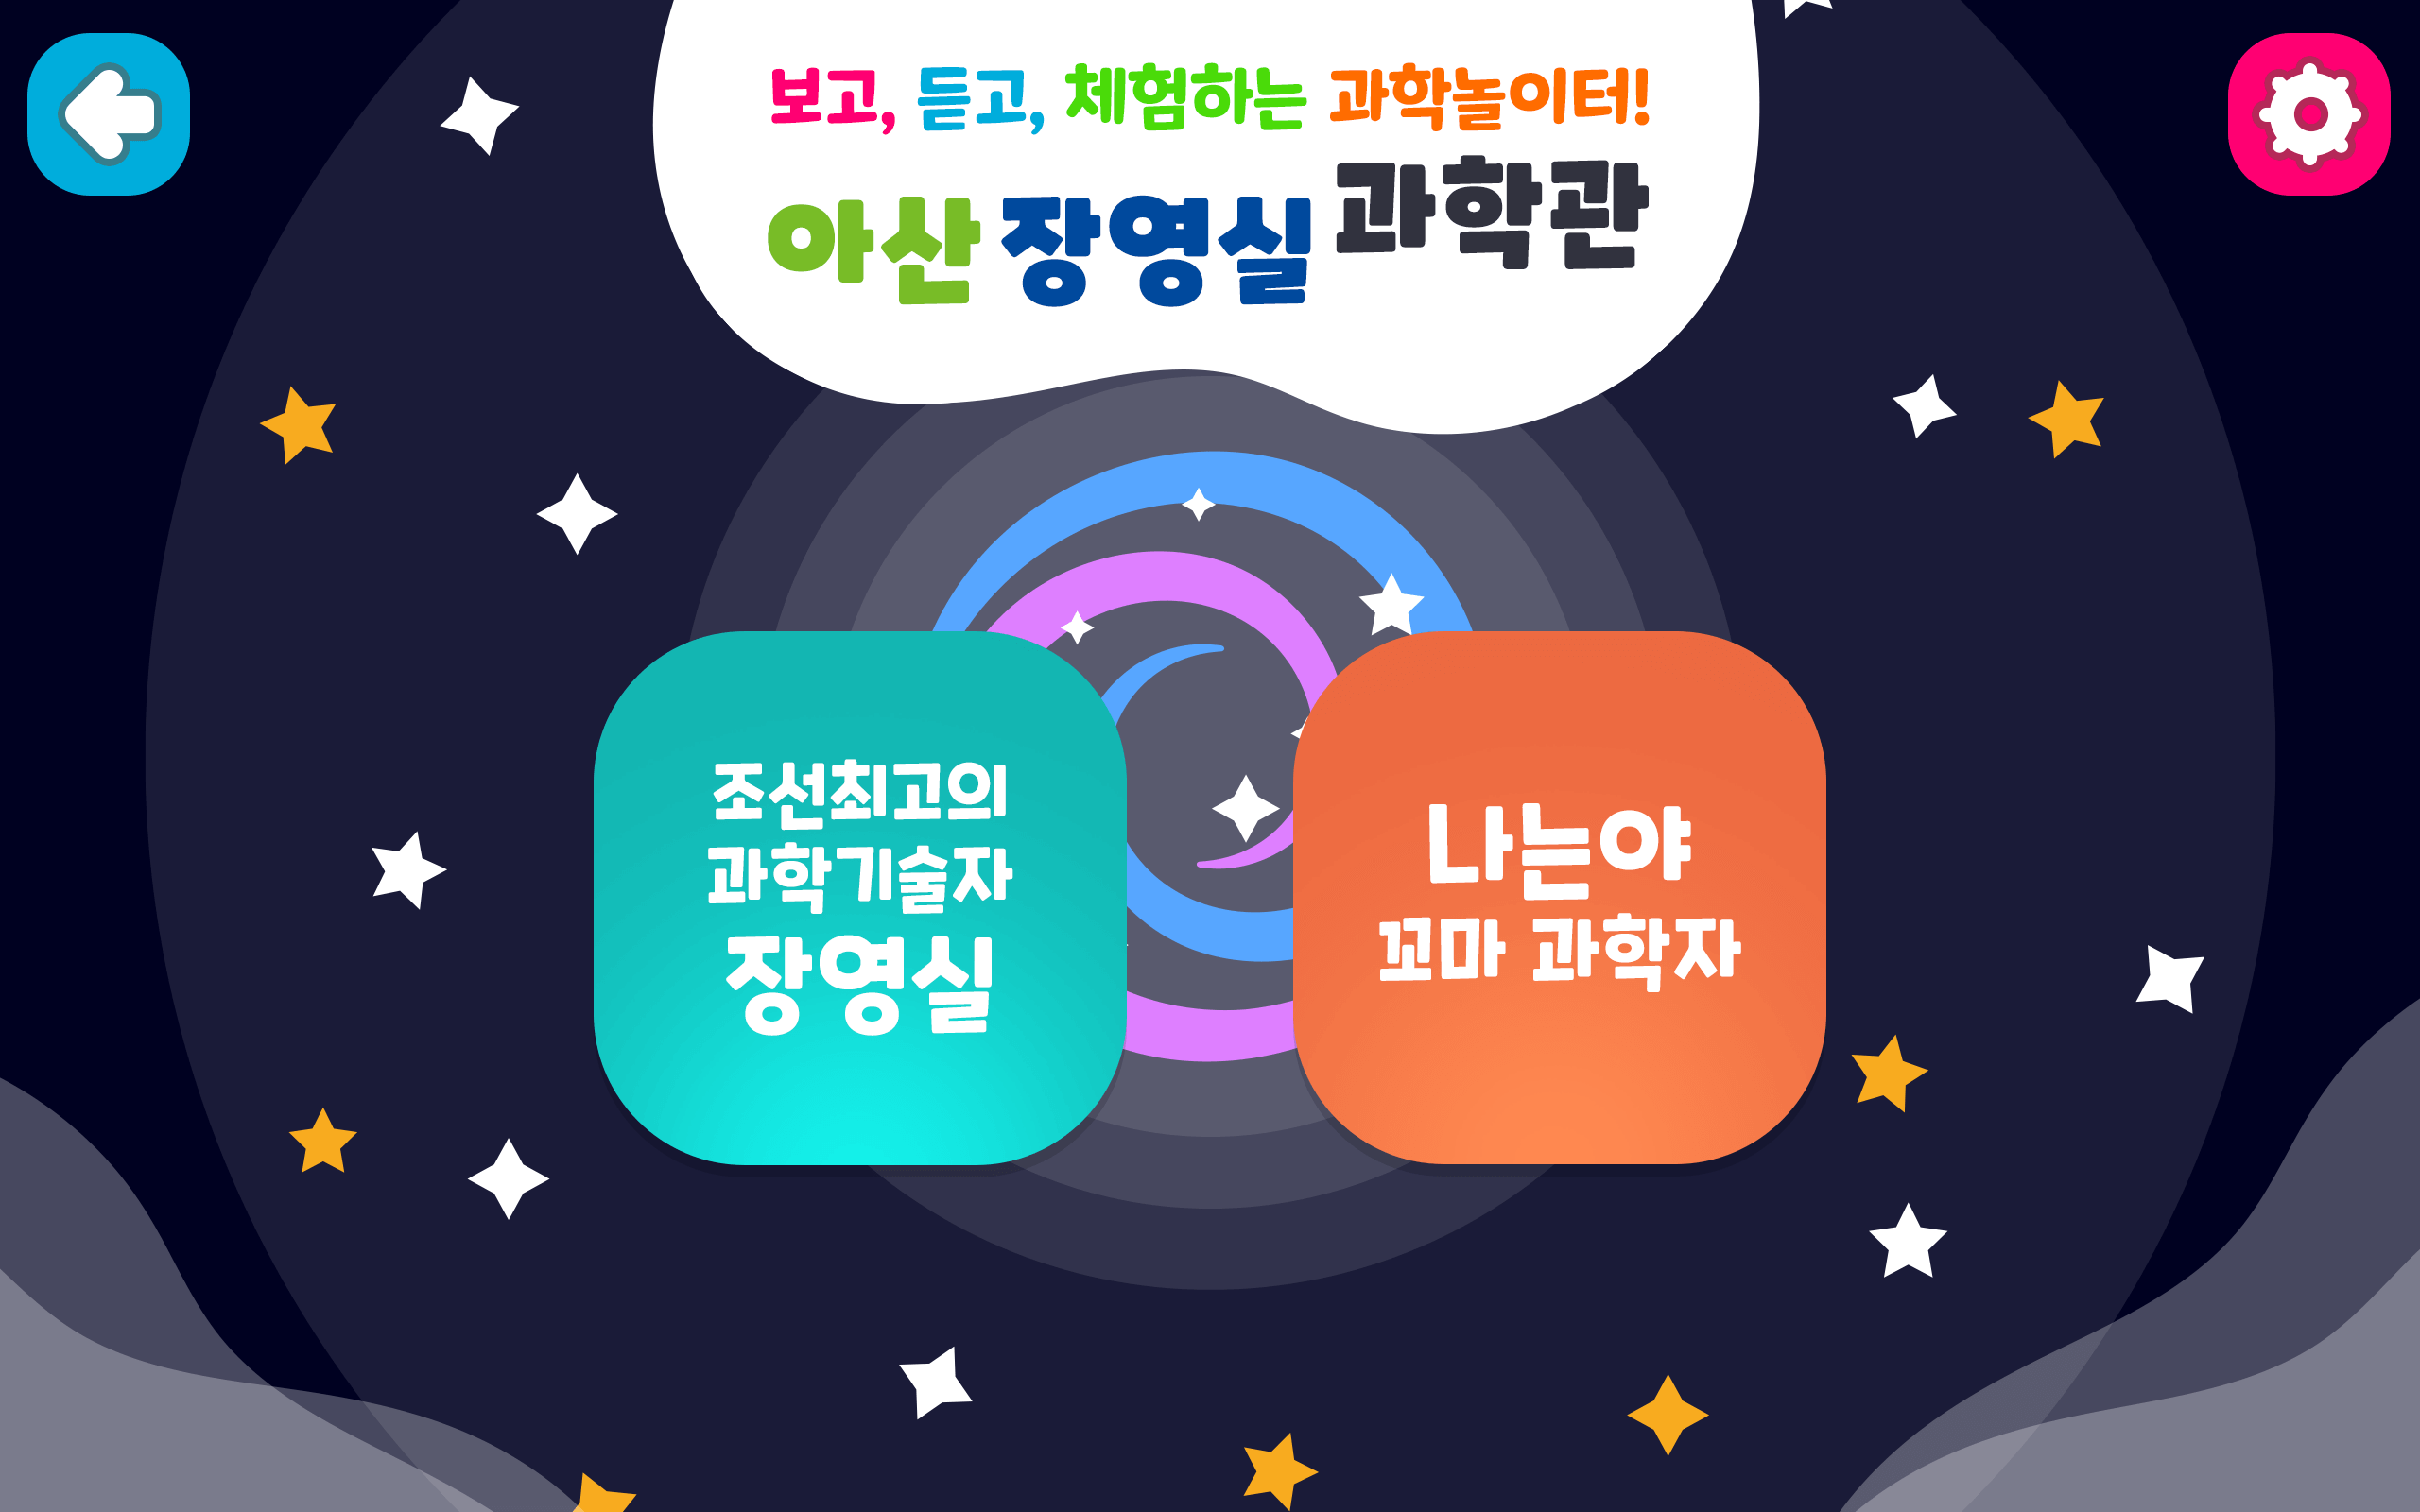 보고, 듣고, 체험하는 과학놀이터!
아산 장영실 과학관
조선최고의
과학기술자
장영실
나는야
꼬마 과학자